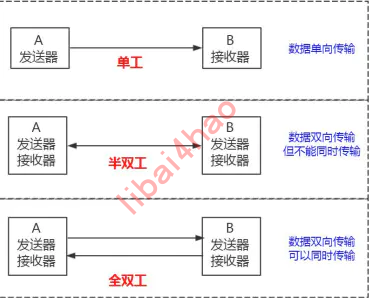 A
发送器
B
接收器
单工
数据单向传输
A
发送器
接收器
B
发送器
接收器
半双工
数据双向传输
但不能同时传输
A
发送器
接收器
B
发送器
接收器
全双工
数据双向传输
可以同时传输
libai4hao